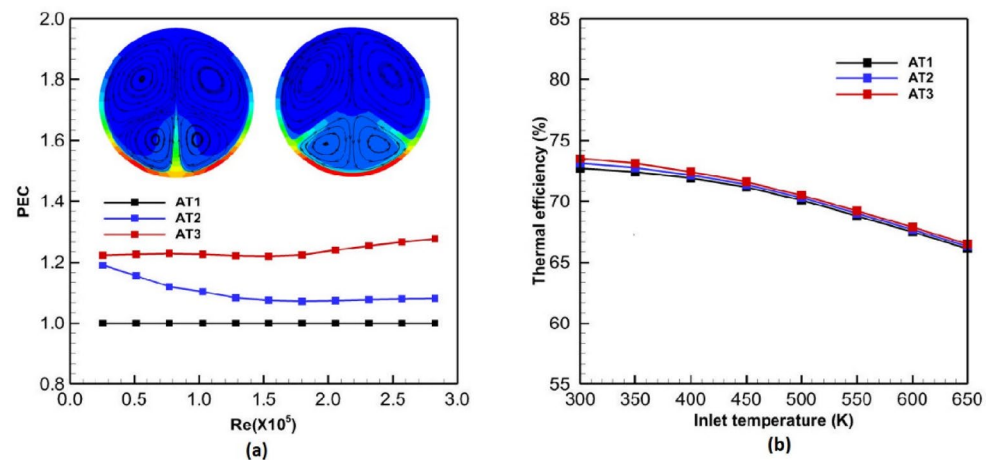 2.0
1.8
1.6
1.4
1.2
1.0
0.8
PEC
AT1
AT2
AT3
0.0 0.5 1.0 1.5 2.0 2.5 3.0
Re(X10⁵)
(a)
85
80
75
70
65
60
55
Thermal efficiency (%)
AT1
AT2
AT3
300 350 400 450 500 550 600 650
Inlet temperature (K)
(b)